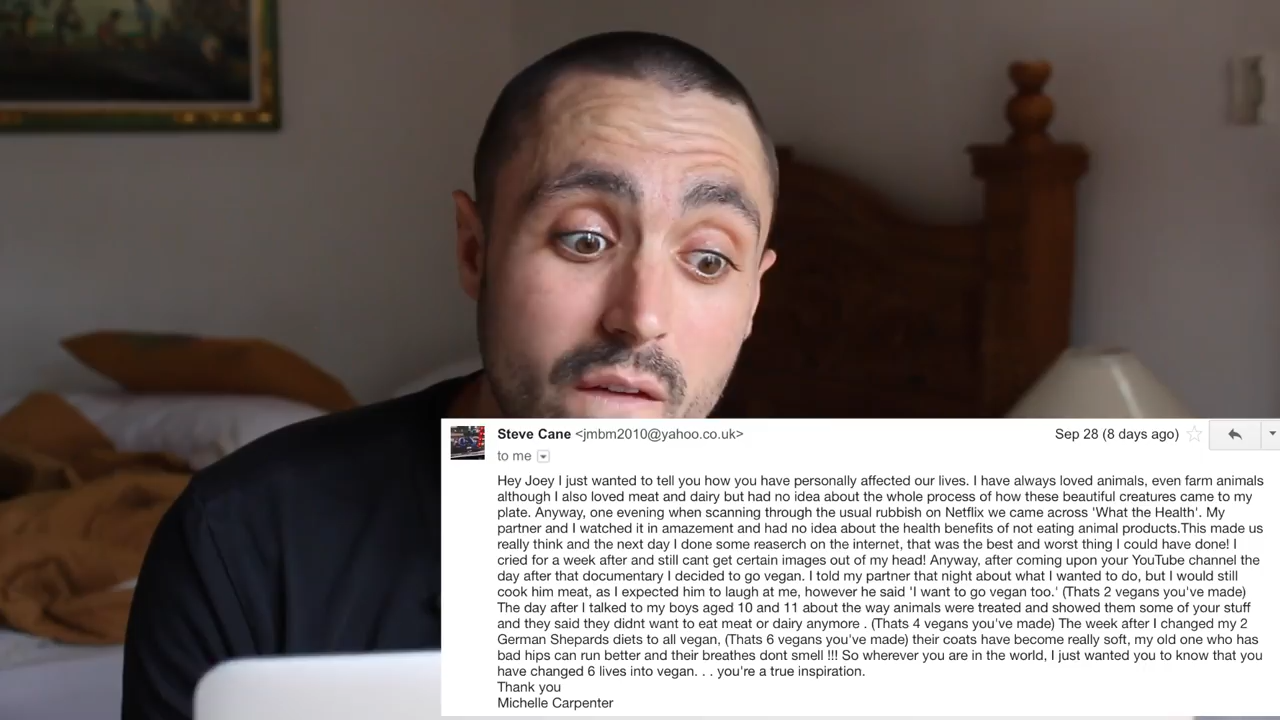 Steve Cane <jmbm2010@yahoo.co.uk> Sep 28 (8 days ago)
to me
Hey Joey I just wanted to tell you how you have personally affected our lives. I have always loved animals, even farm animals
although I also loved meat and dairy but had no idea about the whole process of how these beautiful creatures came to my
plate. Anyway, one evening when scanning through the usual rubbish on Netflix we came across 'What the Health'. My
partner and I watched it in amazement and had no idea about the health benefits of not eating animal products.This made us
really think and the next day I done some reaserch on the internet, that was the best and worst thing I could have done! I
cried for a week after and still cant get certain images out of my head! Anyway, after coming upon your YouTube channel the
day after that documentary I decided to go vegan. I told my partner that night about what I wanted to do, but I would still
cook him meat, as I expected him to laugh at me, however he said 'I want to go vegan too.' (Thats 2 vegans you've made)
The day after I talked to my boys aged 10 and 11 about the way animals were treated and showed them some of your stuff
and they said they didnt want to eat meat or dairy anymore . (Thats 4 vegans you've made) The week after I changed my 2
German Shepards diets to all vegan, (Thats 6 vegans you've made) their coats have become really soft, my old one who has
bad hips can run better and their breathes dont smell !!! So wherever you are in the world, I just wanted you to know that you
have changed 6 lives into vegan. . . you're a true inspiration.
Thank you
Michelle Carpenter